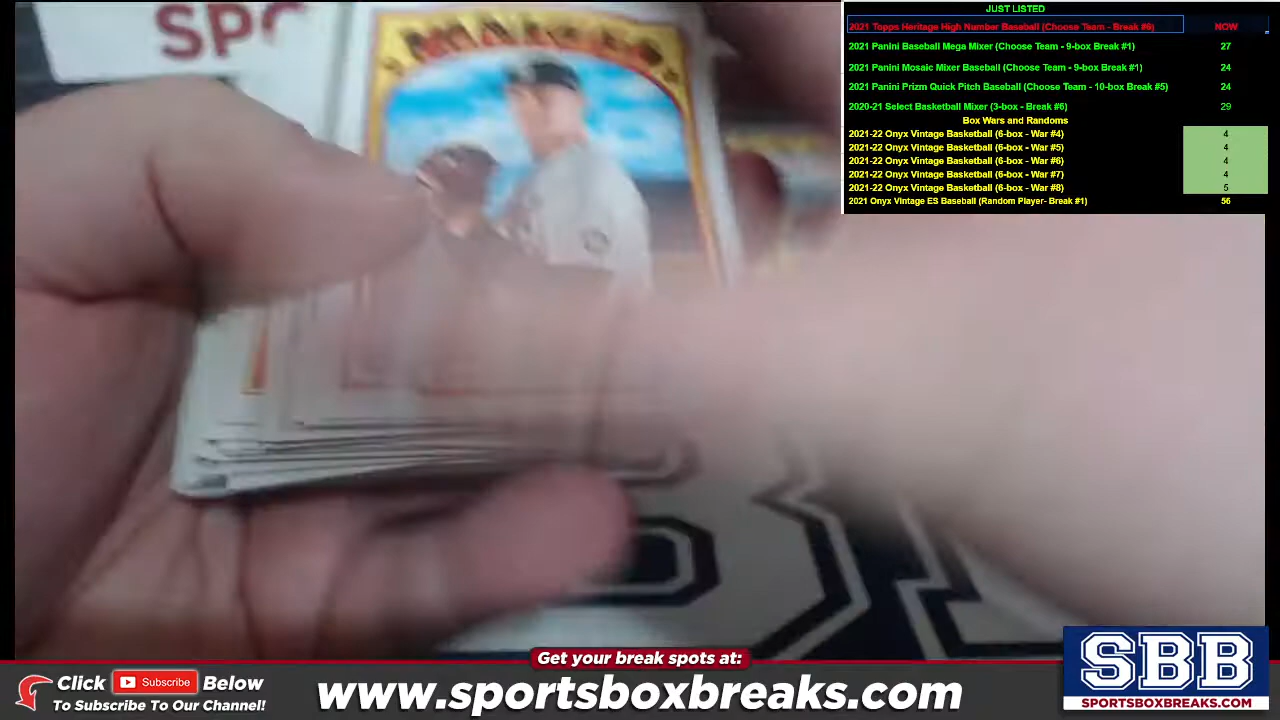 JUST LISTED
2021 Topps Heritage High Number Baseball (Choose Team - Break #6) NOW
2021 Panini Baseball Mega Mixer (Choose Team - 9-box Break #1) 27
2021 Panini Mosaic Mixer Baseball (Choose Team - 9-box Break #1) 24
2021 Panini Prizm Quick Pitch Baseball (Choose Team - 10-box Break #5) 24
2020-21 Select Basketball Mixer (3-box - Break #6) 29
Box Wars and Randoms
2021-22 Onyx Vintage Basketball (6-box - War #4) 4
2021-22 Onyx Vintage Basketball (6-box - War #5) 4
2021-22 Onyx Vintage Basketball (6-box - War #6) 4
2021-22 Onyx Vintage Basketball (6-box - War #7) 4
2021-22 Onyx Vintage Basketball (6-box - War #8) 5
2021 Onyx Vintage ES Baseball (Random Player- Break #1) 56
Get your break spots at:
Click Subscribe Below
To Subscribe To Our Channel!
www.sportsboxbreaks.com
SBB
SPORTSBOXBREAKS.COM